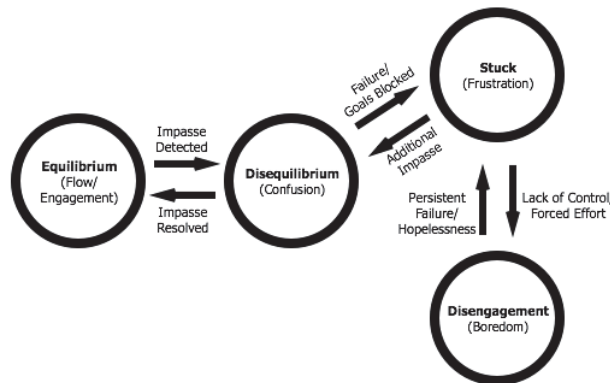 Equilibrium
(Flow/
Engagement)
Impasse
Detected
Impasse
Resolved
Disequilibrium
(Confusion)
Failure/
Goals Blocked
Additional
Impasse
Stuck
(Frustration)
Persistent
Failure/
Hopelessness
Lack of Control,
Forced Effort
Disengagement
(Boredom)